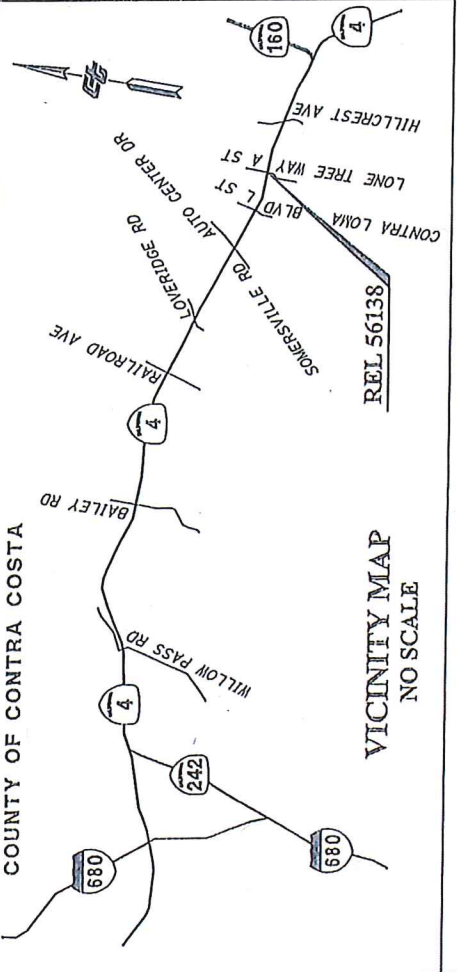 COUNTY OF CONTRA COSTA
680
242
680
4
WILLOW PASS RD
BAILEY RD
4
RAILROAD AVE
LOVERIDGE RD
SOMERSVILLE RD
AUTO CENTER DR
CONTRA LOMA
BLVD
L ST
LONE TREE WAY
A ST
HILLCREST AVE
160
4
REL 56138
VICINITY MAP
NO SCALE